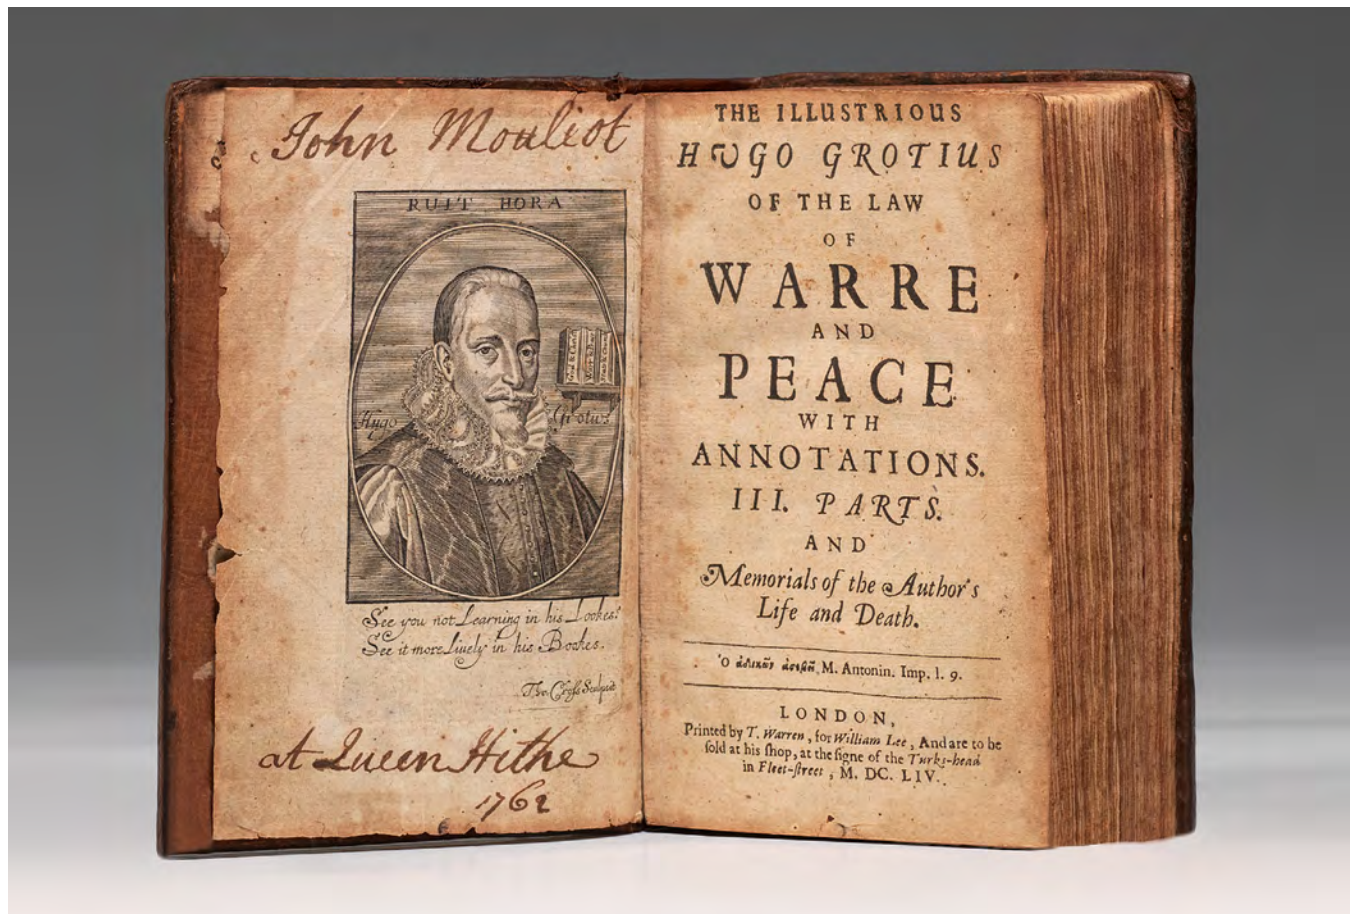 John Mouliot
RUIT HORA
Hugo Grotius
See you not Learning in his Lookes?
See it more Lively in his Bookes.
Tho. Cross Sculpsit
at Queen Hithe
1762
THE ILLUSTRIOUS
HUGO GROTIUS
OF THE LAW
OF
WARRE
AND
PEACE
WITH
ANNOTATIONS.
III. PARTS.
AND
Memorials of the Author's
Life and Death.
Ὁ ἀδικῶν ἀσεβεῖ M. Antonin. Imp. l. 9.
LONDON,
Printed by T. Warren, for William Lee, And are to be
ſold at his ſhop, at the ſigne of the Turks-head
in Fleet-ſtreet, M. DC. LIV.